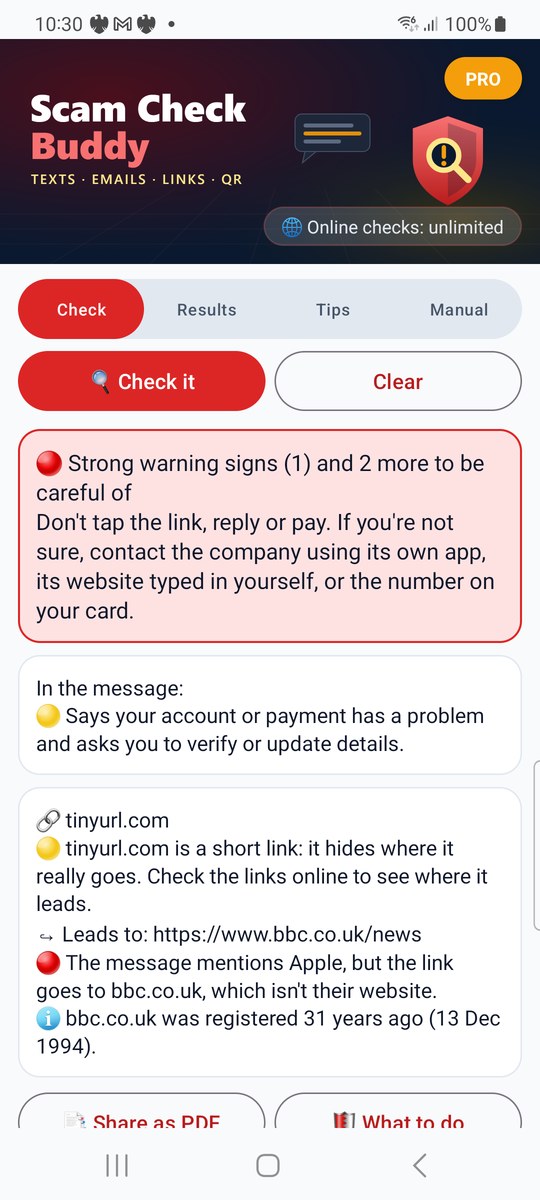 10:30
100%
PRO
Scam Check
Buddy
TEXTS · EMAILS · LINKS · QR
Online checks: unlimited
Check
Results
Tips
Manual
Check it
Clear
Strong warning signs (1) and 2 more to be
careful of
Don't tap the link, reply or pay. If you're not
sure, contact the company using its own app,
its website typed in yourself, or the number on
your card.
In the message:
Says your account or payment has a problem
and asks you to verify or update details.
tinyurl.com
tinyurl.com is a short link: it hides where it
really goes. Check the links online to see where it
leads.
↪ Leads to: https://www.bbc.co.uk/news
The message mentions Apple, but the link
goes to bbc.co.uk, which isn't their website.
bbc.co.uk was registered 31 years ago (13 Dec
1994).
Share as PDF
What to do